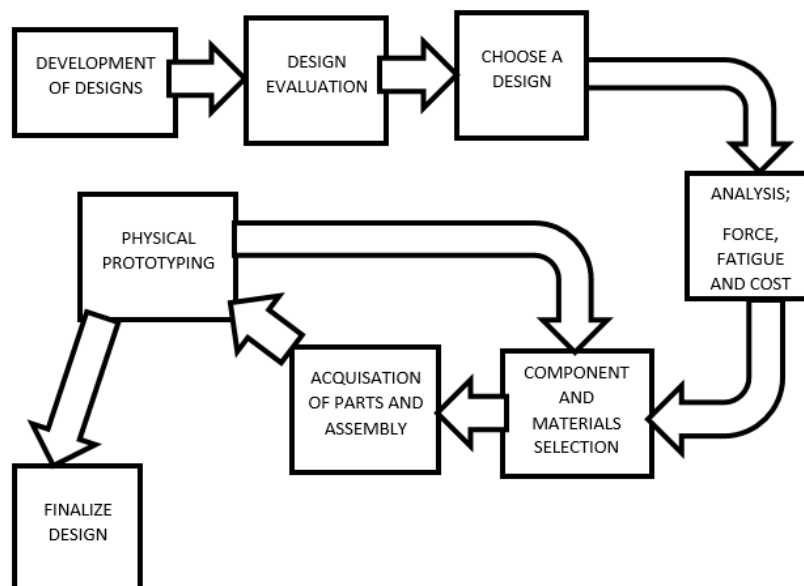 DEVELOPMENT
OF DESIGNS
DESIGN
EVALUATION
CHOOSE A
DESIGN
ANALYSIS;
FORCE,
FATIGUE
AND COST
PHYSICAL
PROTOTYPING
COMPONENT
AND
MATERIALS
SELECTION
ACQUISATION
OF PARTS AND
ASSEMBLY
FINALIZE
DESIGN